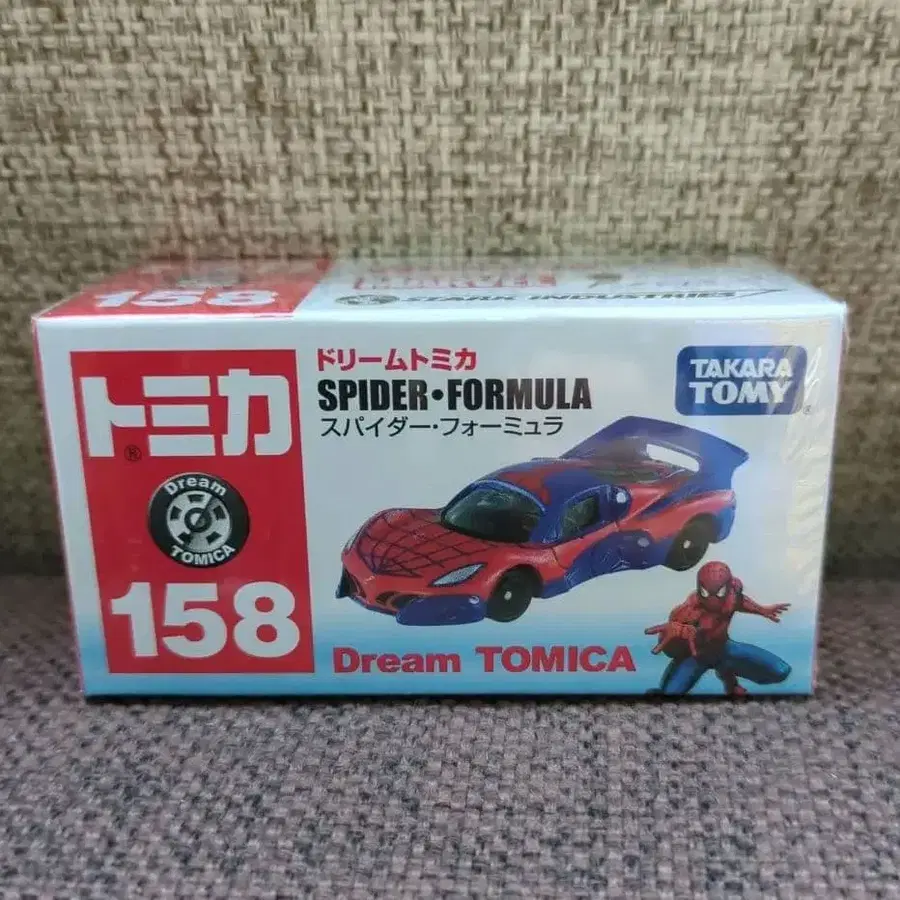 158
MARVEL
STARK INDUSTRIES
トミカ
®
Dream
TOMICA
158
ドリームトミカ
SPIDER・FORMULA
スパイダー・フォーミュラ
TAKARA
TOMY
®
Dream TOMICA